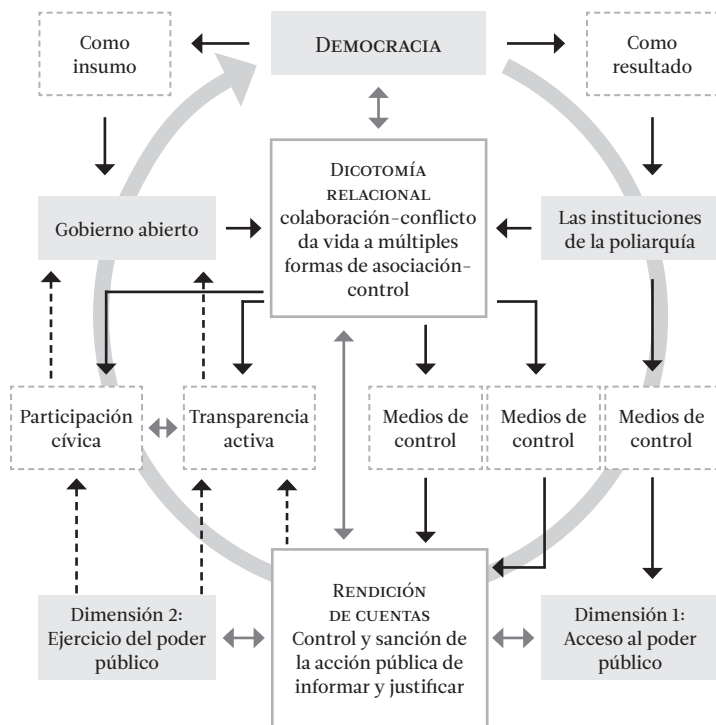 Como
insumo
DEMOCRACIA
Como
resultado
DICOTOMÍA
RELACIONAL
colaboración-conflicto
da vida a múltiples
formas de asociación-
control
Gobierno abierto
Las instituciones
de la poliarquía
Participación
cívica
Transparencia
activa
Medios de
control
Medios de
control
Medios de
control
Dimensión 2:
Ejercicio del poder
público
RENDICIÓN
DE CUENTAS
Control y sanción de
la acción pública de
informar y justificar
Dimensión 1:
Acceso al poder
público